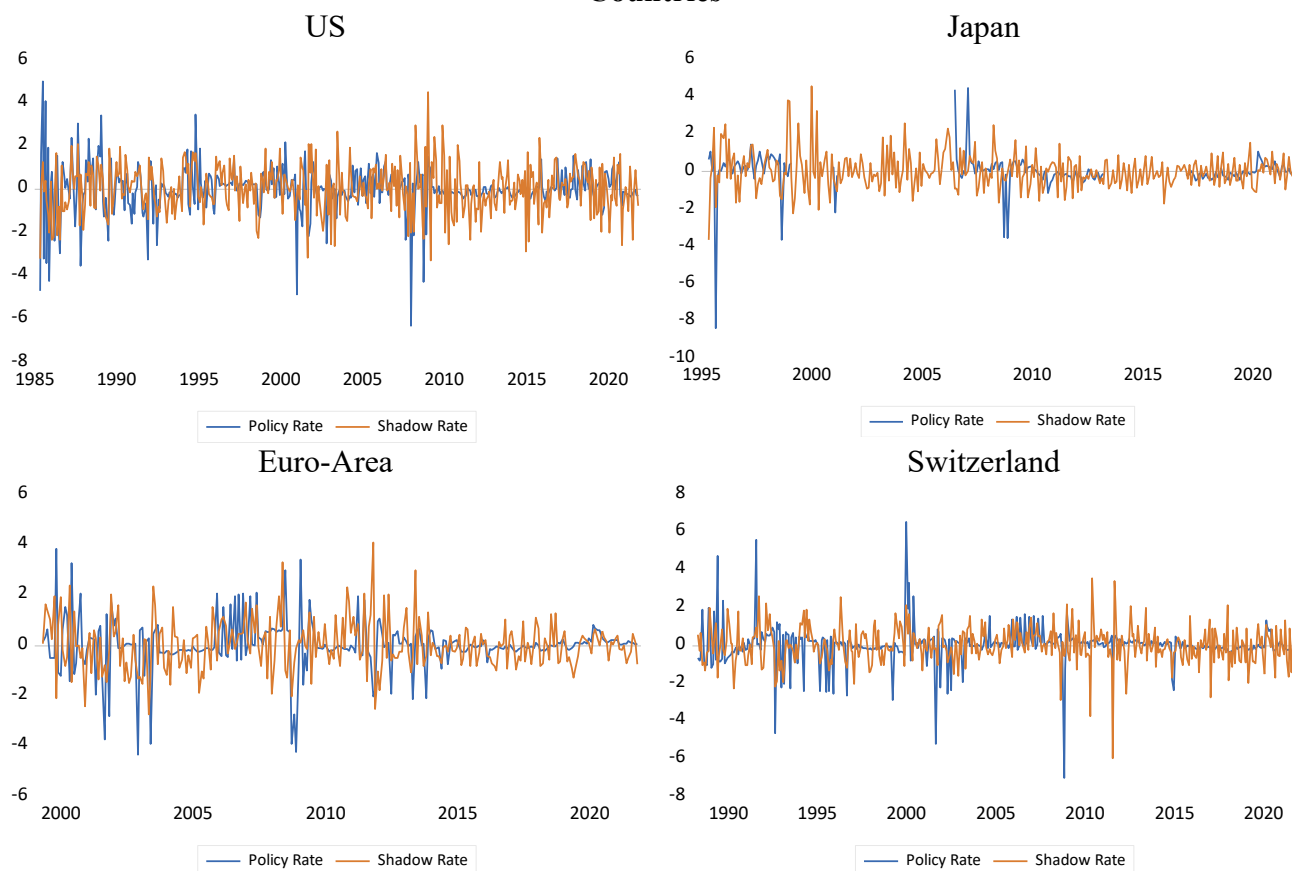 Countries
US
6
4
2
0
-2
-4
-6
-8
1985 1990 1995 2000 2005 2010 2015 2020
Policy Rate Shadow Rate
Japan
6
4
2
0
-2
-4
-6
-8
-10
1995 2000 2005 2010 2015 2020
Policy Rate Shadow Rate
Euro-Area
6
4
2
0
-2
-4
-6
2000 2005 2010 2015 2020
Policy Rate Shadow Rate
Switzerland
8
6
4
2
0
-2
-4
-6
-8
1990 1995 2000 2005 2010 2015 2020
Policy Rate Shadow Rate